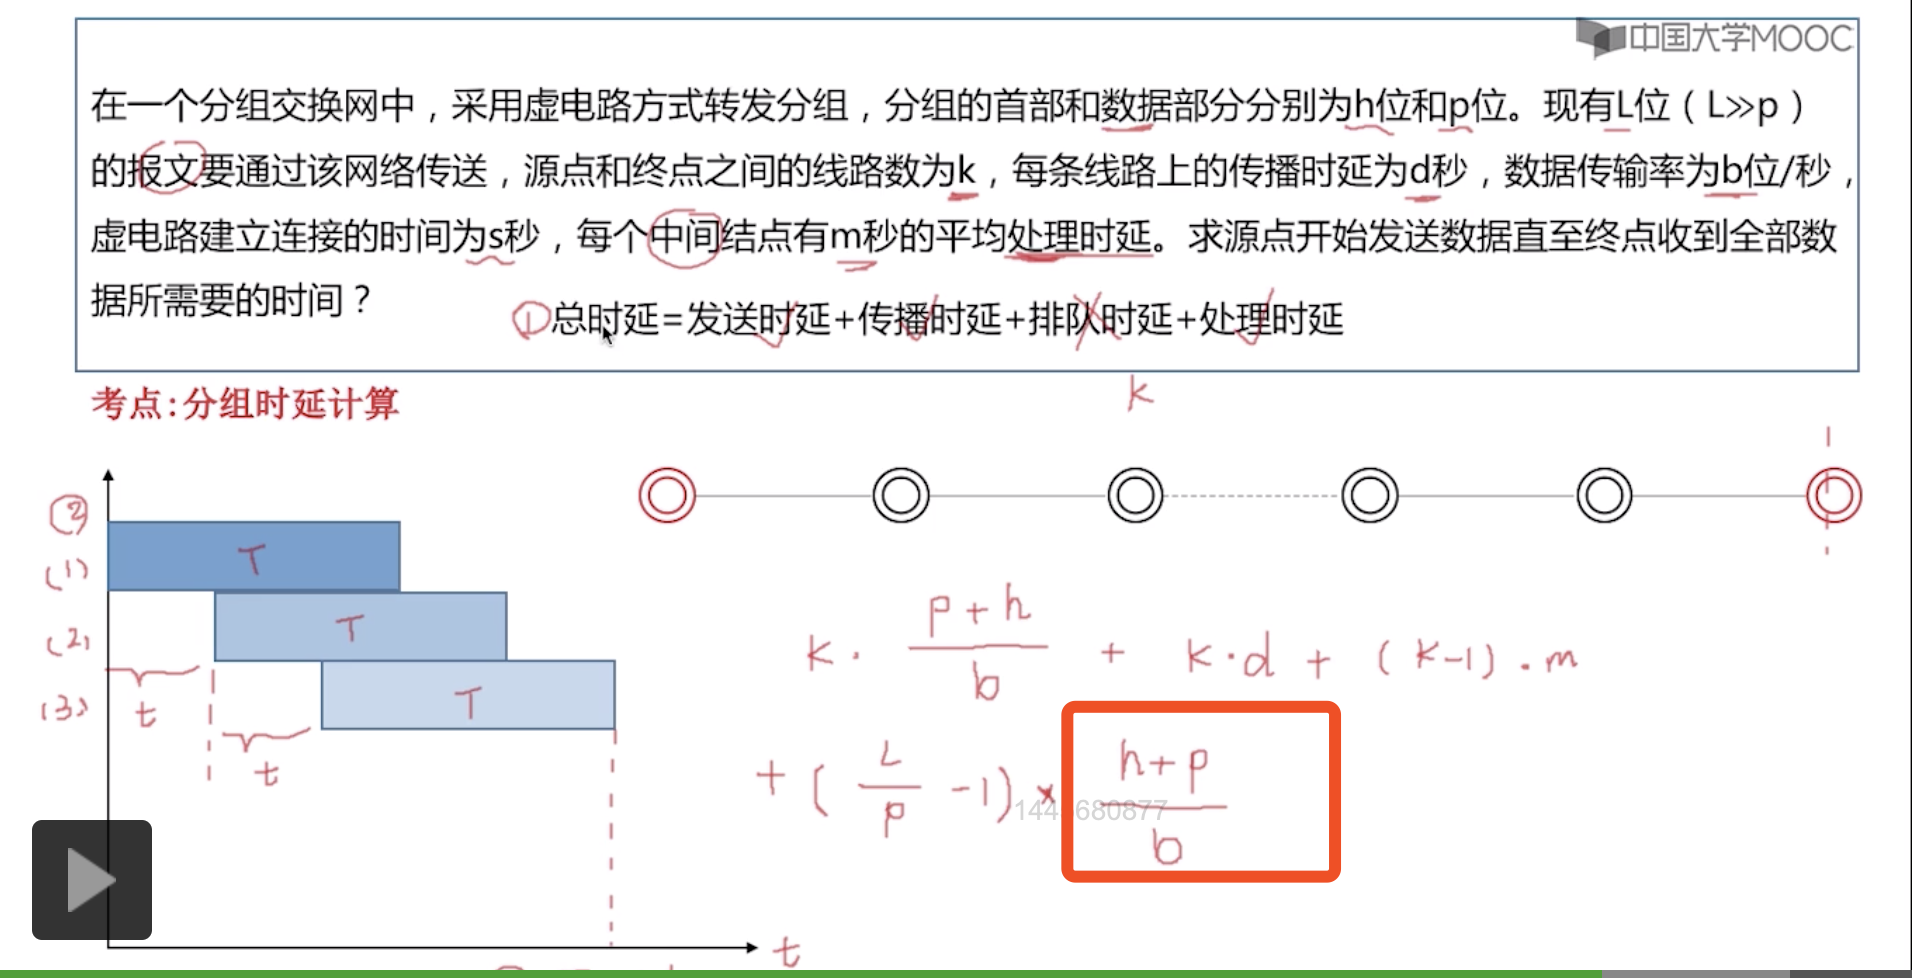 中国大学MOOC
在一个分组交换网中，采用虚电路方式转发分组，分组的首部和数据部分分别为h位和p位。现有L位（L≫p）
的报文要通过该网络传送，源点和终点之间的线路数为k，每条线路上的传播时延为d秒，数据传输率为b位/秒，
虚电路建立连接的时间为s秒，每个中间结点有m秒的平均处理时延。求源点开始发送数据直至终点收到全部数
据所需要的时间？
①总时延=发送时延+传播时延+排队时延+处理时延
考点:分组时延计算
k
②
(1) T
(2) T
(3) T
t
t
k · (p+h)/b + k·d + (k-1)·m
+ (L/p -1) × (h+p)/b
t